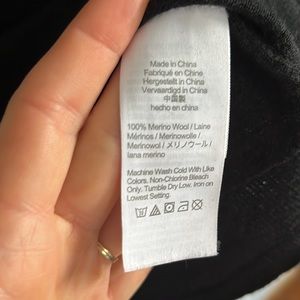 Made in China
Fabriqué en Chine
Hergestellt in China
Vervaardigd in China
中国製
hecho en china
100% Merino Wool / Laine
Mérinos / Merinowolle /
Merinowol / メリノウール /
lana merino
Machine Wash Cold With Like
Colors. Non-Chlorine Bleach
Only. Tumble Dry Low. Iron on
Lowest Setting.